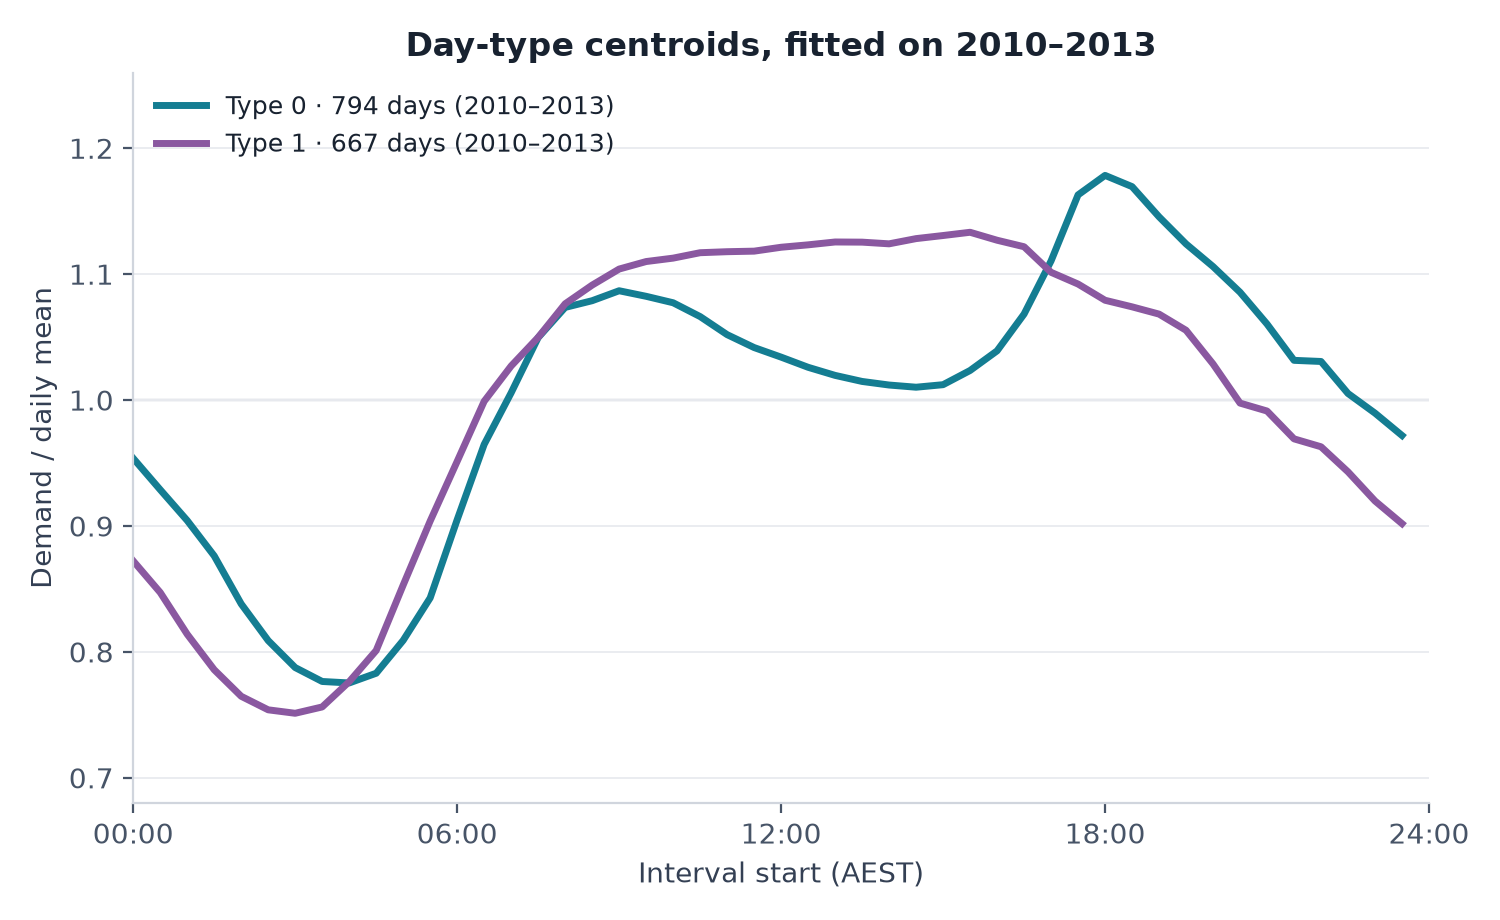 Day-type centroids, fitted on 2010–2013
Type 0 · 794 days (2010–2013)
Type 1 · 667 days (2010–2013)
Demand / daily mean
1.2
1.1
1.0
0.9
0.8
0.7
00:00 06:00 12:00 18:00 24:00
Interval start (AEST)